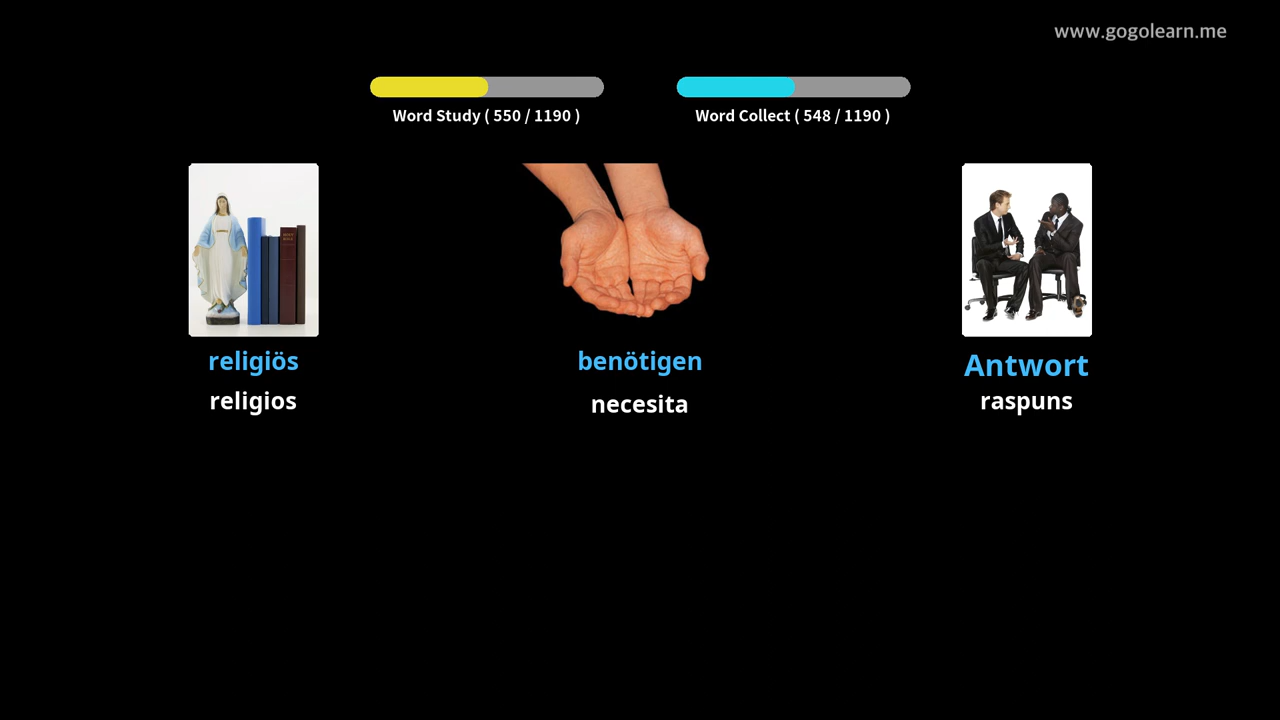 www.gogolearn.me
Word Study ( 550 / 1190 )
Word Collect ( 548 / 1190 )
religiös
benötigen
Antwort
religios
necesita
raspuns